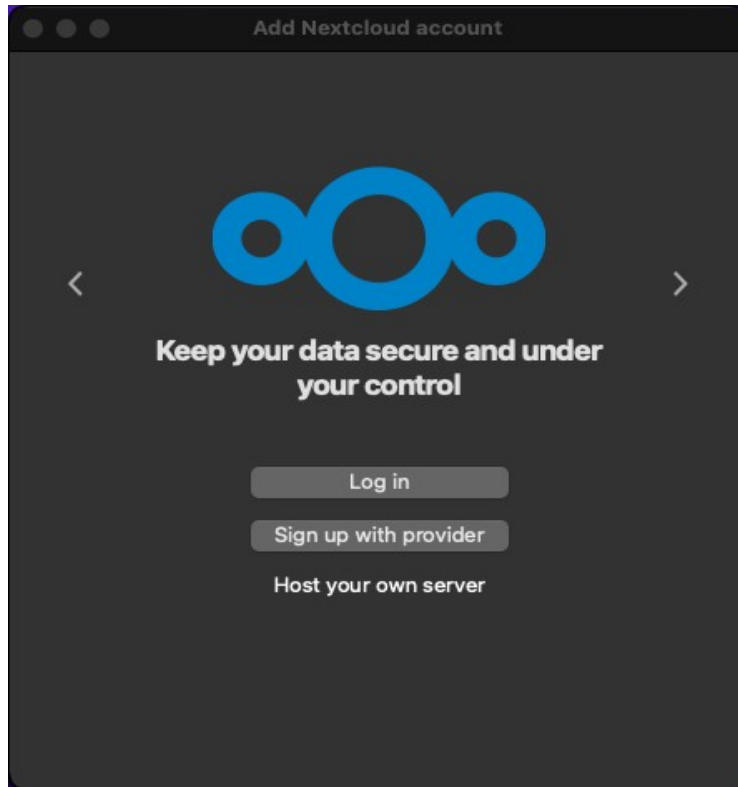 Add Nextcloud account
Keep your data secure and under
your control
Log in
Sign up with provider
Host your own server